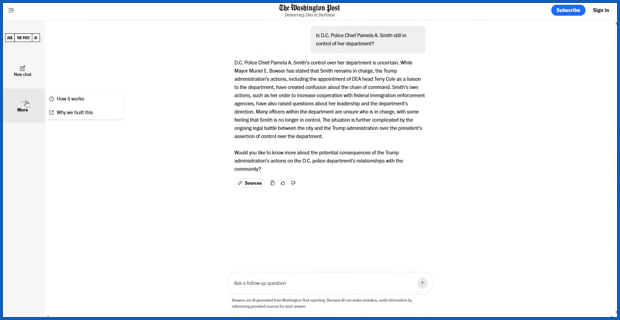 The Washington Post
Democracy Dies in Darkness
Subscribe
Sign in
ASK THE POST AI
New chat
More
How it works
Why we built this
Is D.C. Police Chief Pamela A. Smith still in
control of her department?
D.C. Police Chief Pamela A. Smith's control over her department is uncertain. While
Mayor Muriel E. Bowser has stated that Smith remains in charge, the Trump
administration's actions, including the appointment of DEA head Terry Cole as a liaison
to the department, have created confusion about the chain of command. Smith's own
actions, such as her order to increase cooperation with federal immigration enforcement
agencies, have also raised questions about her leadership and the department's
direction. Many officers within the department are unsure who is in charge, with some
feeling that Smith is no longer in control. The situation is further complicated by the
ongoing legal battle between the city and the Trump administration over the president's
assertion of control over the department.
Would you like to know more about the potential consequences of the Trump
administration's actions on the D.C. police department's relationships with the
community?
Sources
Ask a follow-up question
Answers are AI generated from Washington Post reporting. Because AI can make mistakes, verify information by
referencing provided sources for each answer.